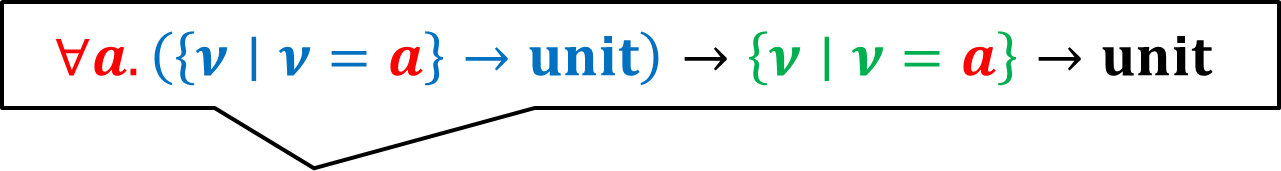 ∀a. ({ν | ν = a} → unit) → {ν | ν = a} → unit